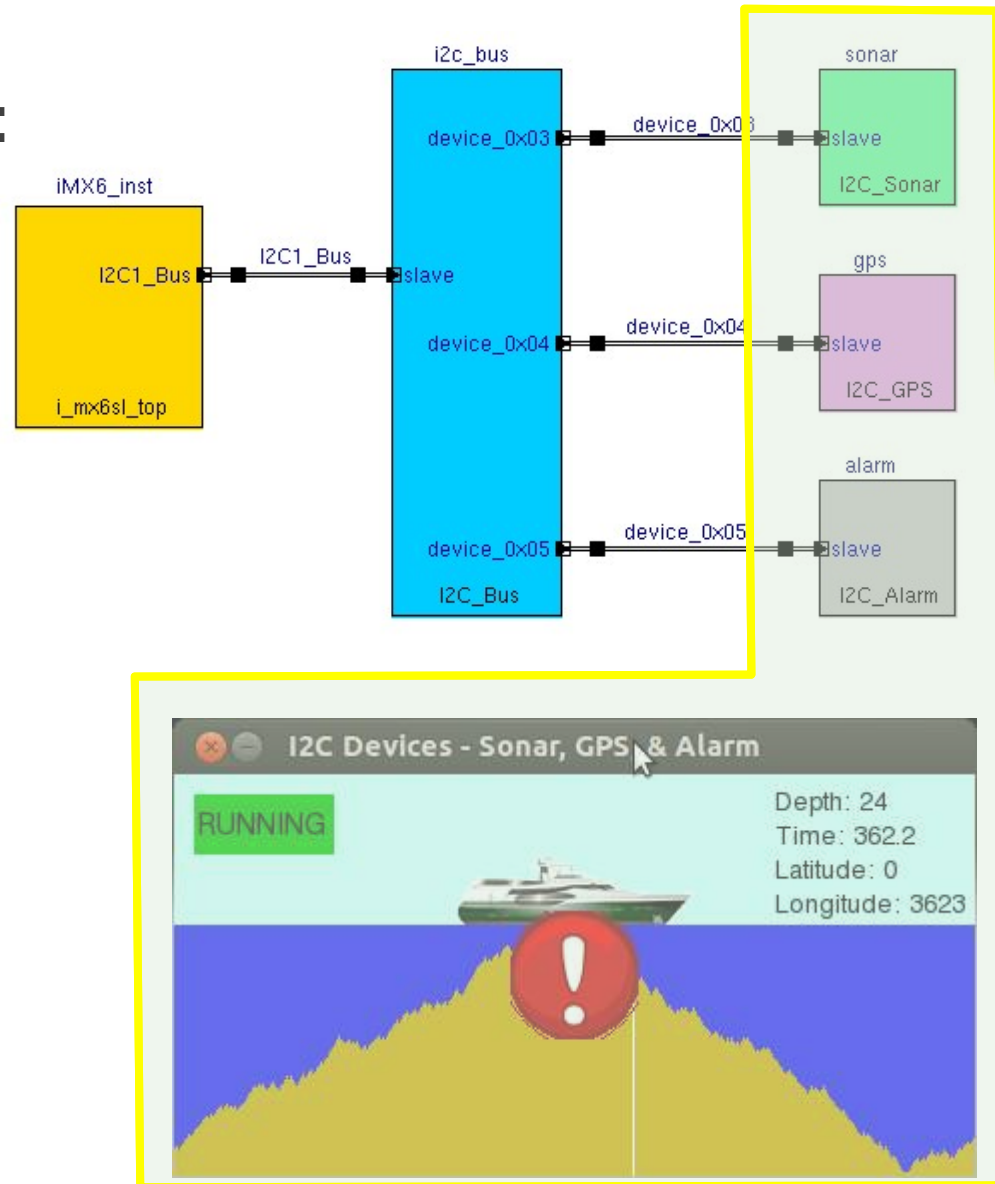 :
i2c_bus
sonar
device_0x03
device_0x03
slave
I2C_Sonar
iMX6_inst
I2C1_Bus
I2C1_Bus
slave
i_mx6sl_top
gps
device_0x04
device_0x04
slave
I2C_GPS
alarm
device_0x05
device_0x05
slave
I2C_Bus
I2C_Alarm
I2C Devices - Sonar, GPS, & Alarm
RUNNING
Depth: 24
Time: 362.2
Latitude: 0
Longitude: 3623
!